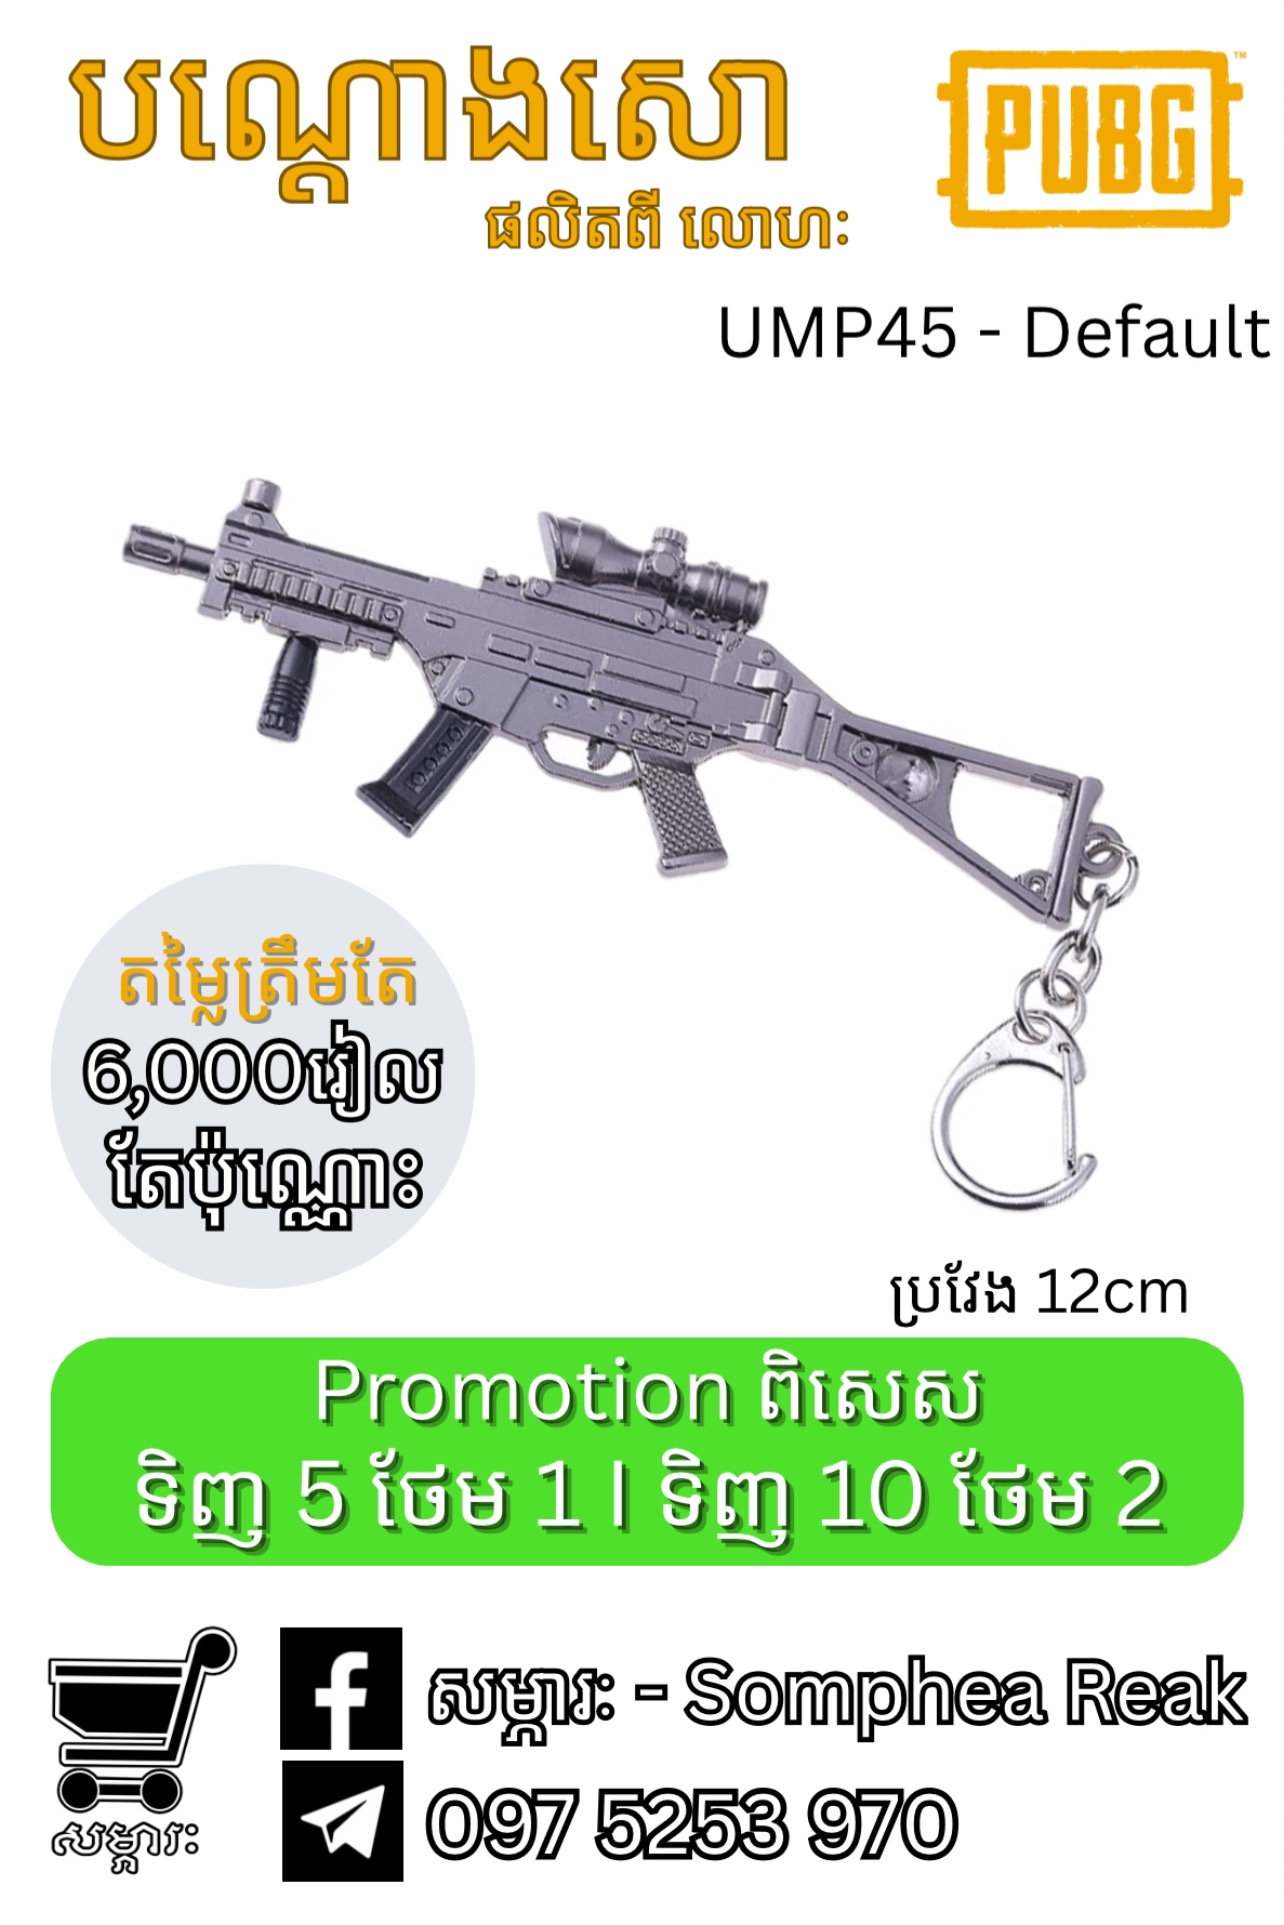 បណ្ដោងសោ
PUBG™
ផលិតពី លោហៈ
UMP45 - Default
តម្លៃត្រឹមតែ
6,000រៀល
តែប៉ុណ្ណោះ
ប្រវែង 12cm
Promotion ពិសេស
ទិញ 5 ថែម 1 | ទិញ 10 ថែម 2
សម្ភារៈ - Somphea Reak
097 5253 970
សម្ភារៈ